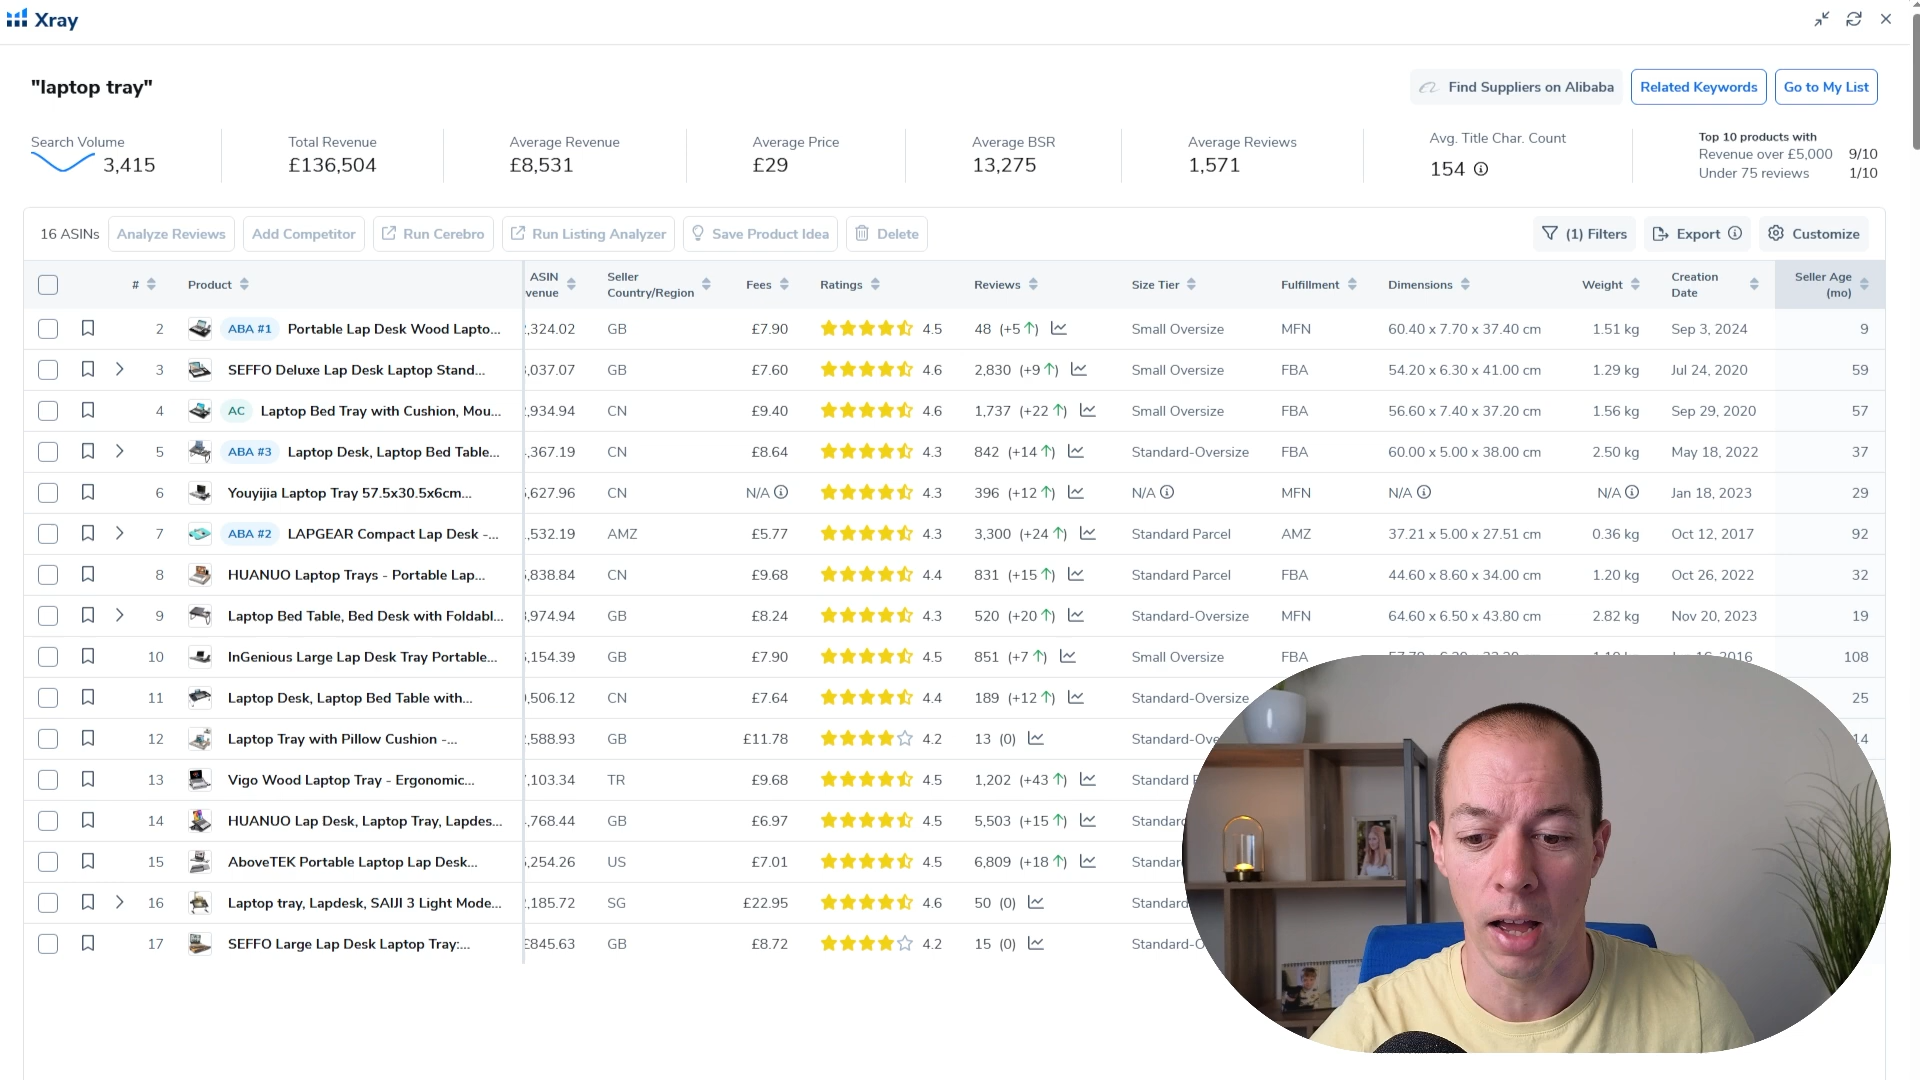 Xray
"laptop tray"
Find Suppliers on Alibaba
Related Keywords
Go to My List
Search Volume
3,415
Total Revenue
£136,504
Average Revenue
£8,531
Average Price
£29
Average BSR
13,275
Average Reviews
1,571
Avg. Title Char. Count
154
Top 10 products with
Revenue over £5,000 9/10
Under 75 reviews 1/10
16 ASINs Analyze Reviews Add Competitor Run Cerebro Run Listing Analyzer Save Product Idea Delete (1) Filters Export Customize
# Product ASIN venue Seller Country/Region Fees Ratings Reviews Size Tier Fulfillment Dimensions Weight Creation Date Seller Age (mo)
2 ABA #1 Portable Lap Desk Wood Lapto... ,324.02 GB £7.90 4.5 48 (+5↑) Small Oversize MFN 60.40 x 7.70 x 37.40 cm 1.51 kg Sep 3, 2024 9
3 SEFFO Deluxe Lap Desk Laptop Stand... ,037.07 GB £7.60 4.6 2,830 (+9↑) Small Oversize FBA 54.20 x 6.30 x 41.00 cm 1.29 kg Jul 24, 2020 59
4 AC Laptop Bed Tray with Cushion, Mou... ,934.94 CN £9.40 4.6 1,737 (+22↑) Small Oversize FBA 56.60 x 7.40 x 37.20 cm 1.56 kg Sep 29, 2020 57
5 ABA #3 Laptop Desk, Laptop Bed Table... ,367.19 CN £8.64 4.3 842 (+14↑) Standard-Oversize FBA 60.00 x 5.00 x 38.00 cm 2.50 kg May 18, 2022 37
6 Youyijia Laptop Tray 57.5x30.5x6cm... ,627.96 CN N/A 4.3 396 (+12↑) N/A MFN N/A N/A Jan 18, 2023 29
7 ABA #2 LAPGEAR Compact Lap Desk -... ,532.19 AMZ £5.77 4.3 3,300 (+24↑) Standard Parcel AMZ 37.21 x 5.00 x 27.51 cm 0.36 kg Oct 12, 2017 92
8 HUANUO Laptop Trays - Portable Lap... ,838.84 CN £9.68 4.4 831 (+15↑) Standard Parcel FBA 44.60 x 8.60 x 34.00 cm 1.20 kg Oct 26, 2022 32
9 Laptop Bed Table, Bed Desk with Foldabl... ,974.94 GB £8.24 4.3 520 (+20↑) Standard-Oversize MFN 64.60 x 6.50 x 43.80 cm 2.82 kg Nov 20, 2023 19
10 InGenious Large Lap Desk Tray Portable... ,154.39 GB £7.90 4.5 851 (+7↑) Small Oversize FBA 108
11 Laptop Desk, Laptop Bed Table with... ,506.12 CN £7.64 4.4 189 (+12↑) Standard-Oversize 25
12 Laptop Tray with Pillow Cushion -... ,588.93 GB £11.78 4.2 13 (0) Standard-Ove 14
13 Vigo Wood Laptop Tray - Ergonomic... ,103.34 TR £9.68 4.5 1,202 (+43↑) Standard
14 HUANUO Lap Desk, Laptop Tray, Lapdes... ,768.44 GB £6.97 4.5 5,503 (+15↑) Standard
15 AboveTEK Portable Laptop Lap Desk... ,254.26 US £7.01 4.5 6,809 (+18↑) Standard
16 Laptop tray, Lapdesk, SAIJI 3 Light Mode... ,185.72 SG £22.95 4.6 50 (0) Standard
17 SEFFO Large Lap Desk Laptop Tray:... £845.63 GB £8.72 4.2 15 (0) Standard-O